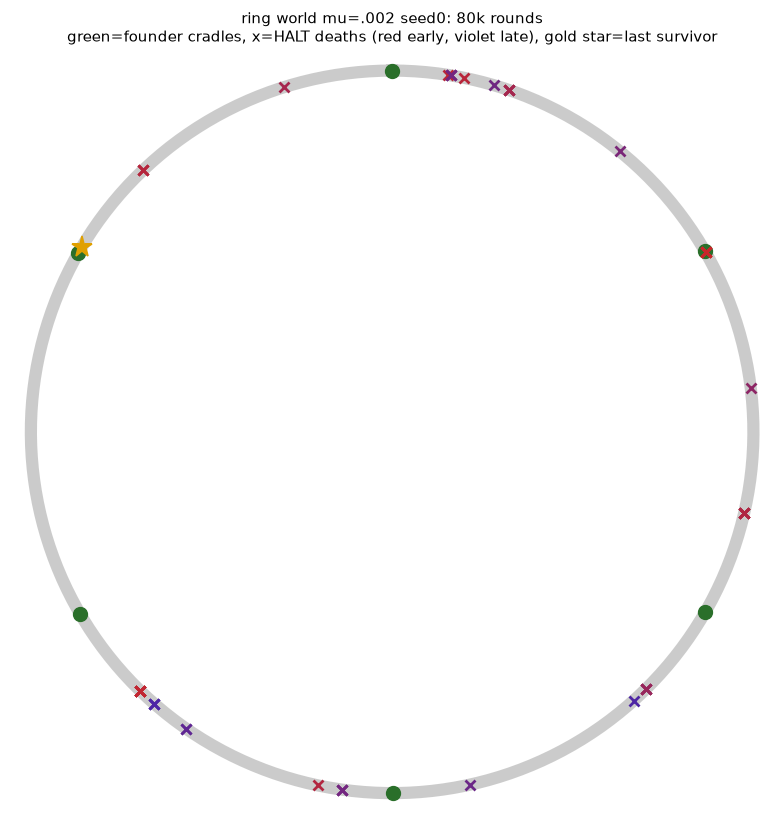 ring world mu=.002 seed0: 80k rounds
green=founder cradles, x=HALT deaths (red early, violet late), gold star=last survivor